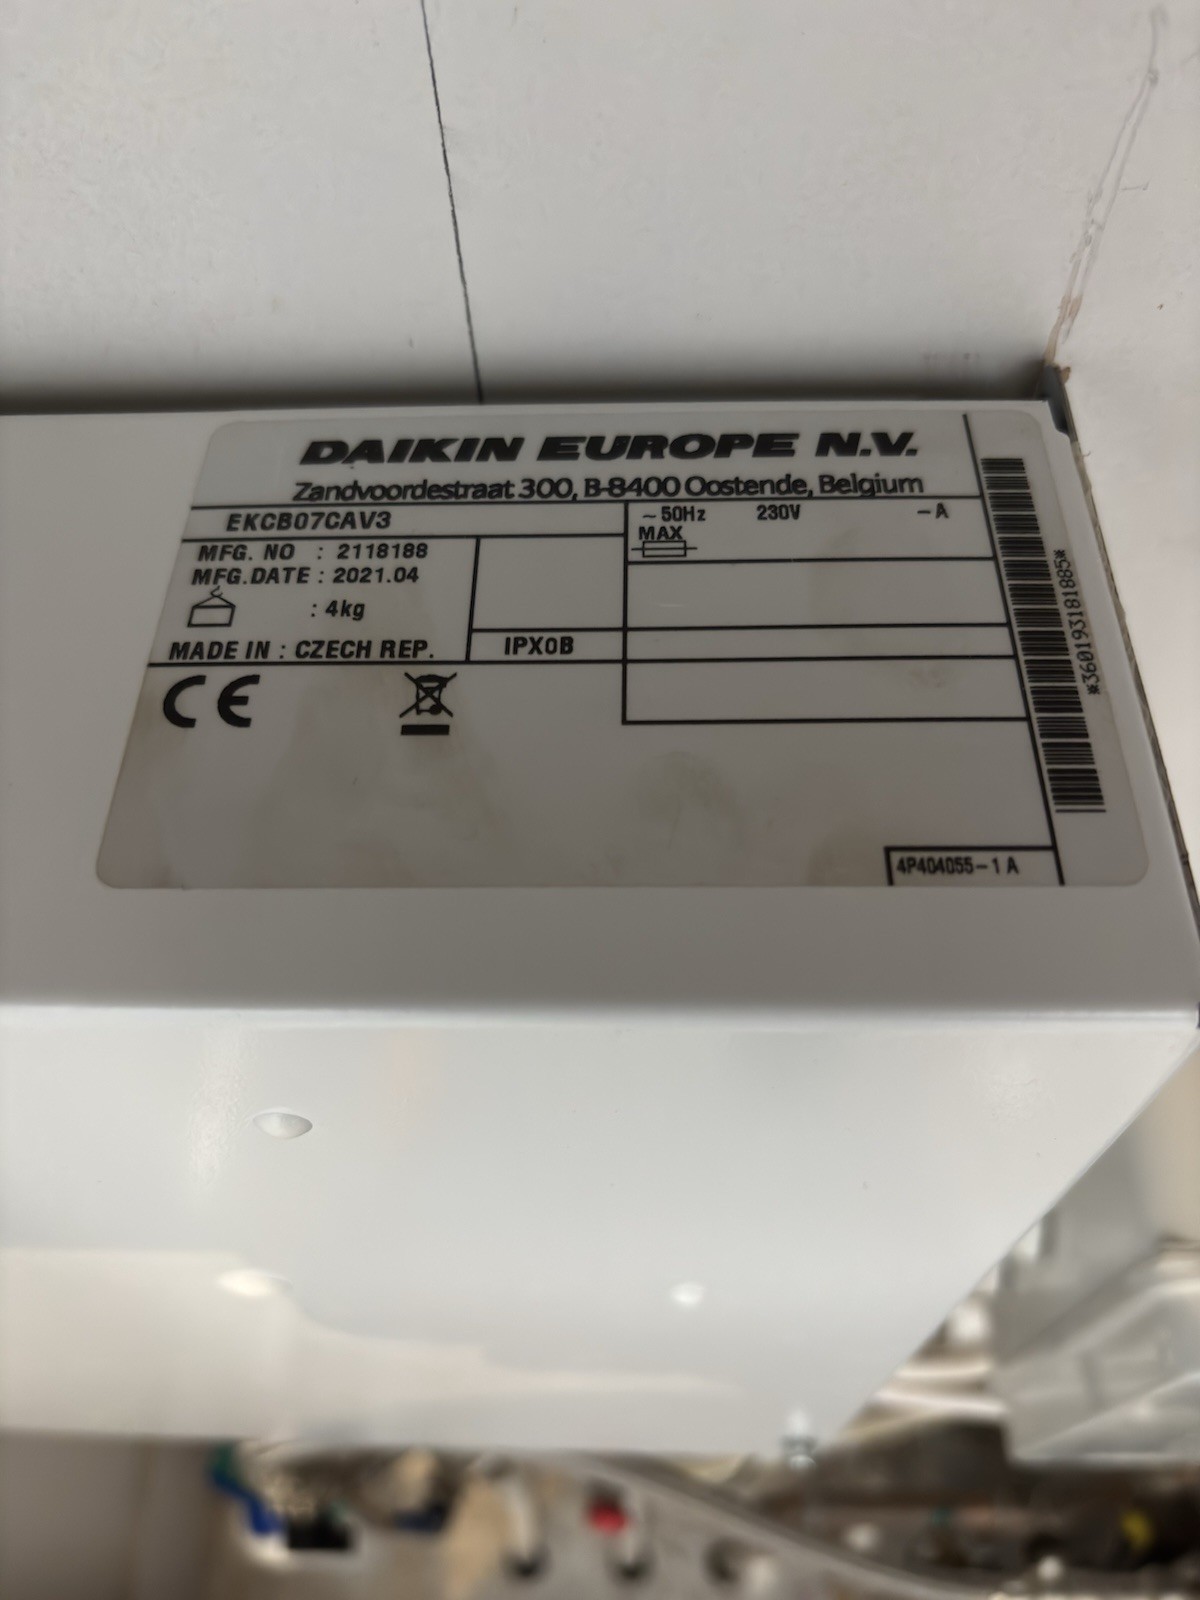 DAIKIN EUROPE N.V.
Zandvoordestraat 300, B-8400 Oostende, Belgium
EKCB07CAV3
~ 50Hz 230V - A
MAX
MFG. NO : 2118188
MFG.DATE : 2021.04
: 4kg
MADE IN : CZECH REP.
IPX0B
CE
*36019318188５*
4P404055-1 A